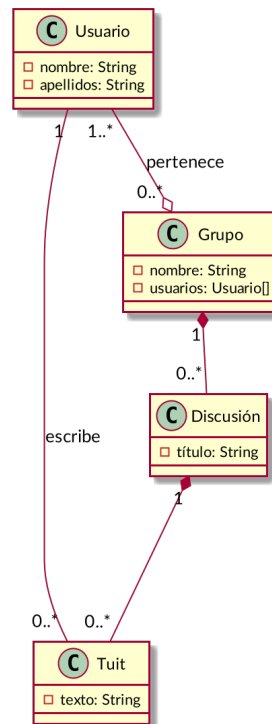 C Usuario
nombre: String
apellidos: String
1
1..*
pertenece
0..*
C Grupo
nombre: String
usuarios: Usuario[]
1
0..*
C Discusión
título: String
escribe
1
0..*
0..*
C Tuit
texto: String